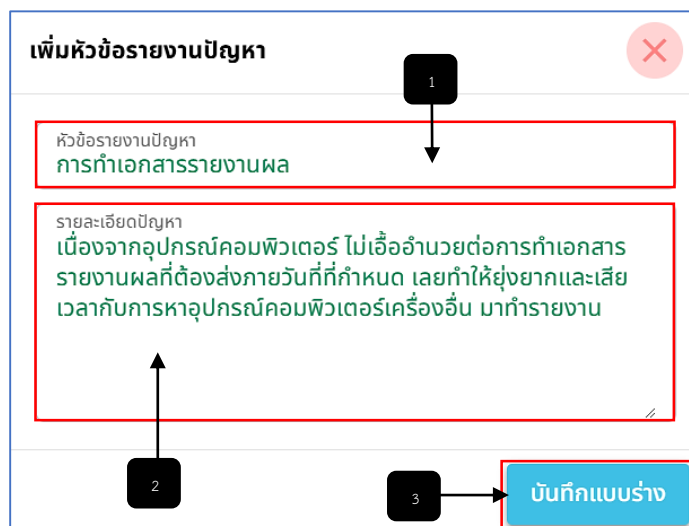 เพิ่มหัวข้อรายงานปัญหา
1
หัวข้อรายงานปัญหา
การทำเอกสารรายงานผล
รายละเอียดปัญหา
เนื่องจากอุปกรณ์คอมพิวเตอร์ ไม่เอื้ออำนวยต่อการทำเอกสาร
รายงานผลที่ต้องส่งภายวันที่ที่กำหนด เลยทำให้ยุ่งยากและเสีย
เวลากับการหาอุปกรณ์คอมพิวเตอร์เครื่องอื่น มาทำรายงาน
2
3
บันทึกแบบร่าง